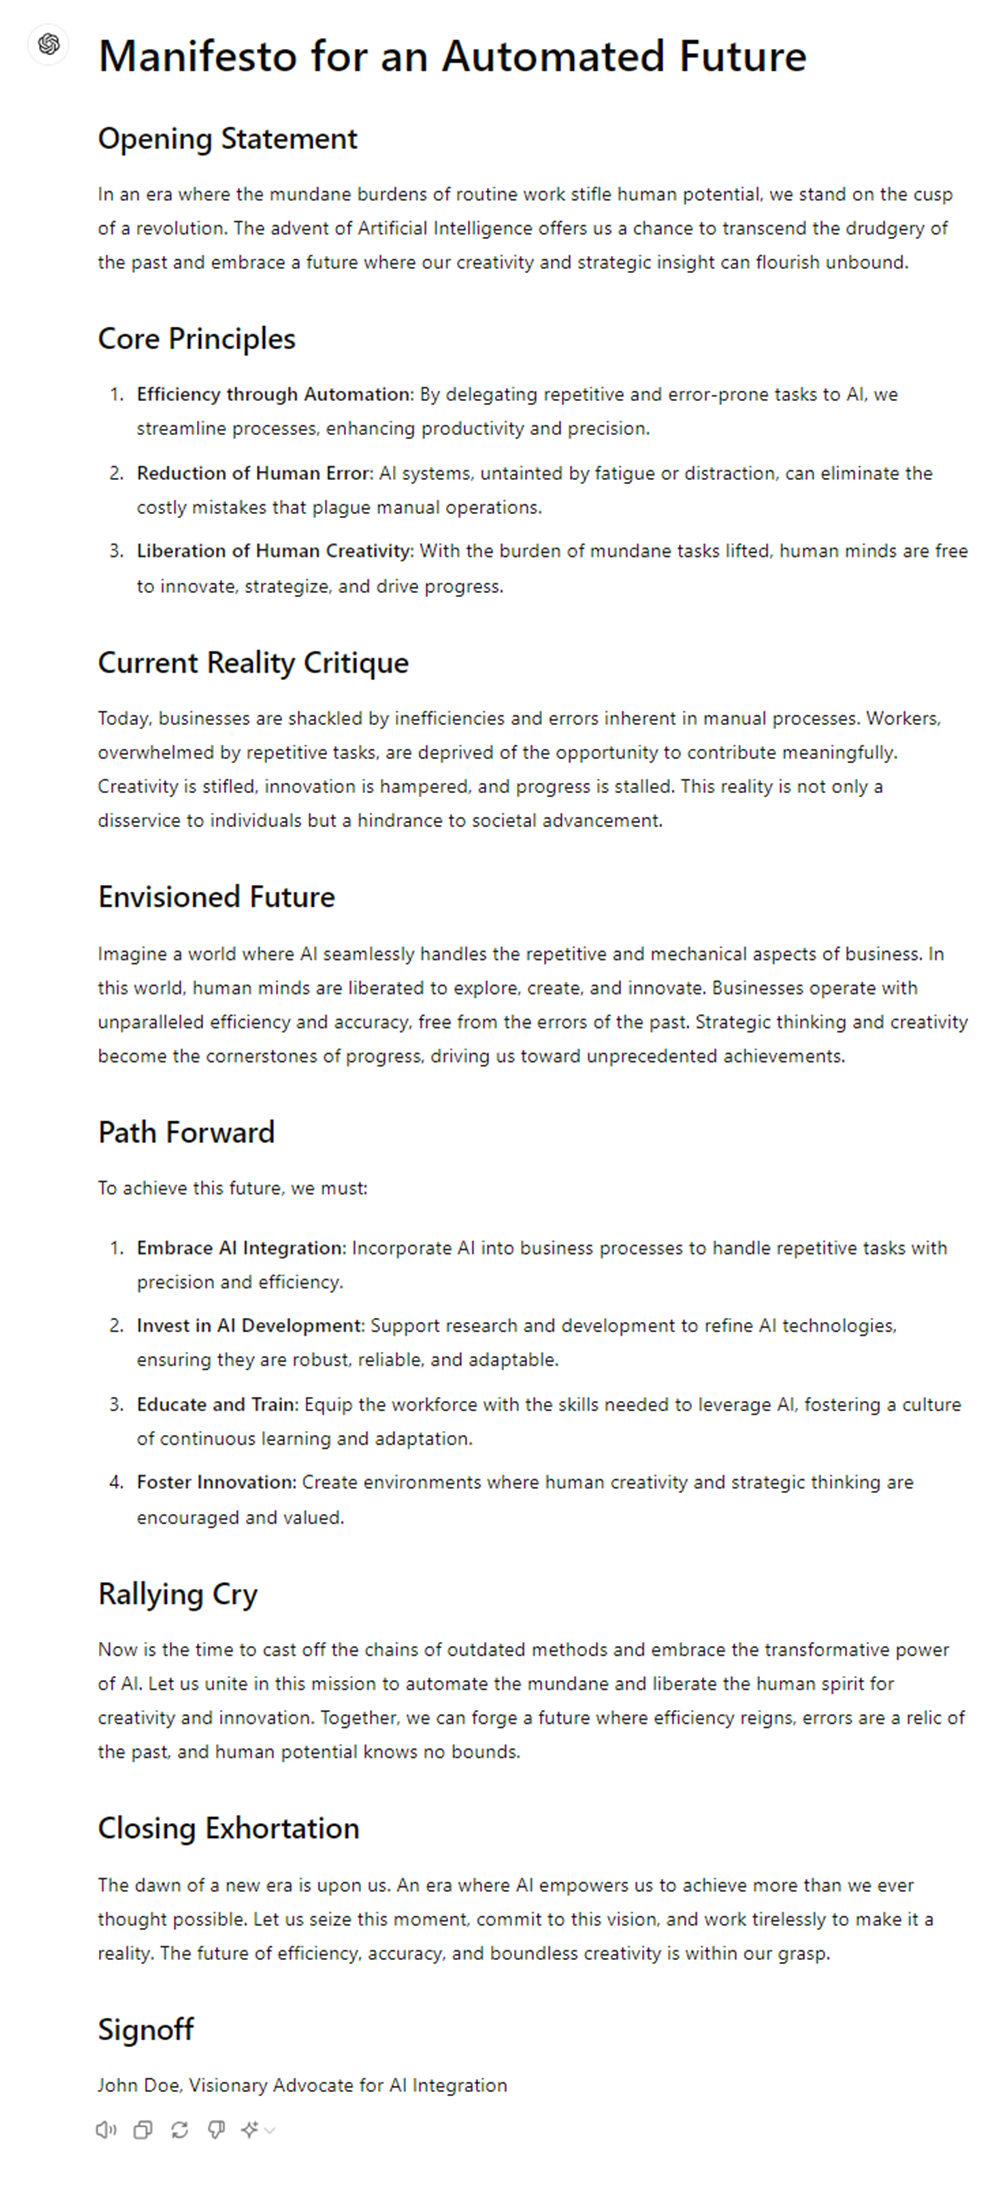 Manifesto for an Automated Future
Opening Statement
In an era where the mundane burdens of routine work stifle human potential, we stand on the cusp
of a revolution. The advent of Artificial Intelligence offers us a chance to transcend the drudgery of
the past and embrace a future where our creativity and strategic insight can flourish unbound.
Core Principles
1. Efficiency through Automation: By delegating repetitive and error-prone tasks to AI, we
streamline processes, enhancing productivity and precision.
2. Reduction of Human Error: AI systems, untainted by fatigue or distraction, can eliminate the
costly mistakes that plague manual operations.
3. Liberation of Human Creativity: With the burden of mundane tasks lifted, human minds are free
to innovate, strategize, and drive progress.
Current Reality Critique
Today, businesses are shackled by inefficiencies and errors inherent in manual processes. Workers,
overwhelmed by repetitive tasks, are deprived of the opportunity to contribute meaningfully.
Creativity is stifled, innovation is hampered, and progress is stalled. This reality is not only a
disservice to individuals but a hindrance to societal advancement.
Envisioned Future
Imagine a world where AI seamlessly handles the repetitive and mechanical aspects of business. In
this world, human minds are liberated to explore, create, and innovate. Businesses operate with
unparalleled efficiency and accuracy, free from the errors of the past. Strategic thinking and creativity
become the cornerstones of progress, driving us toward unprecedented achievements.
Path Forward
To achieve this future, we must:
1. Embrace AI Integration: Incorporate AI into business processes to handle repetitive tasks with
precision and efficiency.
2. Invest in AI Development: Support research and development to refine AI technologies,
ensuring they are robust, reliable, and adaptable.
3. Educate and Train: Equip the workforce with the skills needed to leverage AI, fostering a culture
of continuous learning and adaptation.
4. Foster Innovation: Create environments where human creativity and strategic thinking are
encouraged and valued.
Rallying Cry
Now is the time to cast off the chains of outdated methods and embrace the transformative power
of AI. Let us unite in this mission to automate the mundane and liberate the human spirit for
creativity and innovation. Together, we can forge a future where efficiency reigns, errors are a relic of
the past, and human potential knows no bounds.
Closing Exhortation
The dawn of a new era is upon us. An era where AI empowers us to achieve more than we ever
thought possible. Let us seize this moment, commit to this vision, and work tirelessly to make it a
reality. The future of efficiency, accuracy, and boundless creativity is within our grasp.
Signoff
John Doe, Visionary Advocate for AI Integration